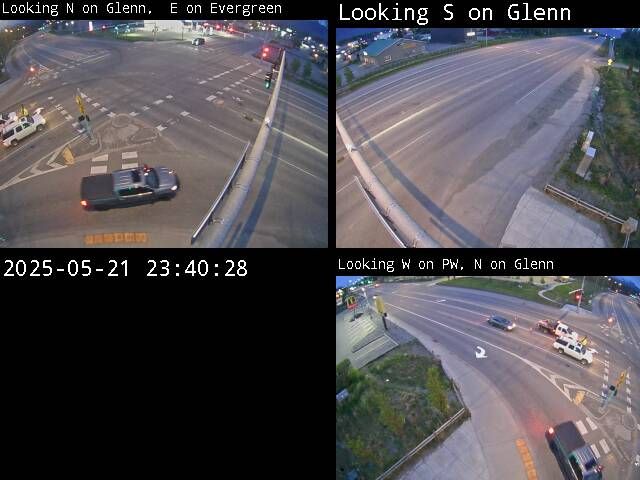 Looking N on Glenn,  E on Evergreen
Looking S on Glenn
2025-05-21 23:40:28
Looking W on PW, N on Glenn